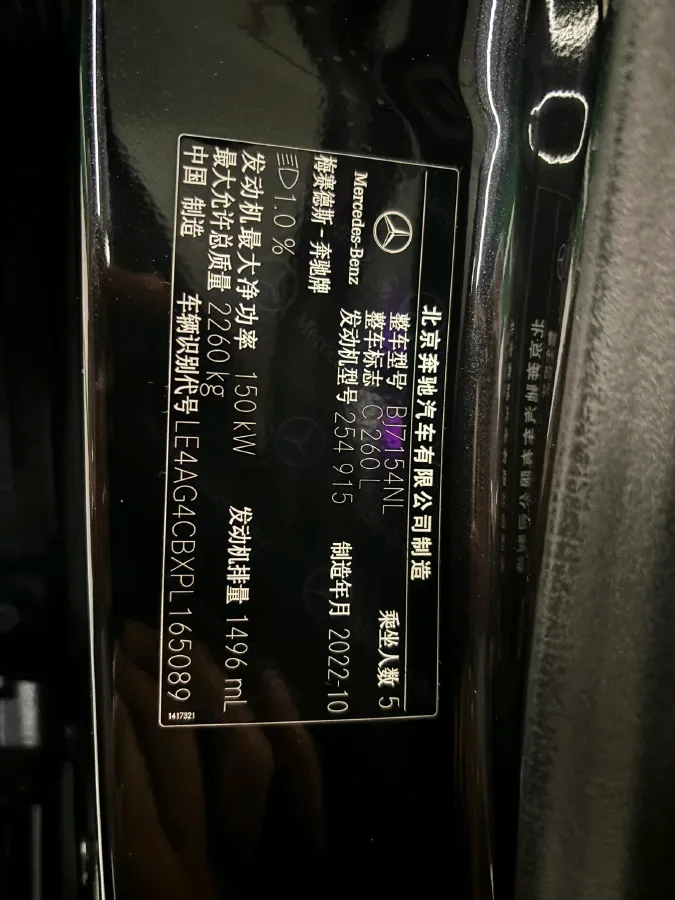 北京奔驰汽车有限公司制造
Mercedes-Benz
梅赛德斯-奔驰牌
整车型号 BJ7154NL
乘坐人数 5
整车标志 C 260 L
发动机型号 254 915
制造年月 2022-10
1.0 %
发动机最大净功率 150 kW
发动机排量 1496 mL
最大允许总质量 2260 kg
中国 制造
车辆识别代号 LE4AG4CBXPL165089
1417321